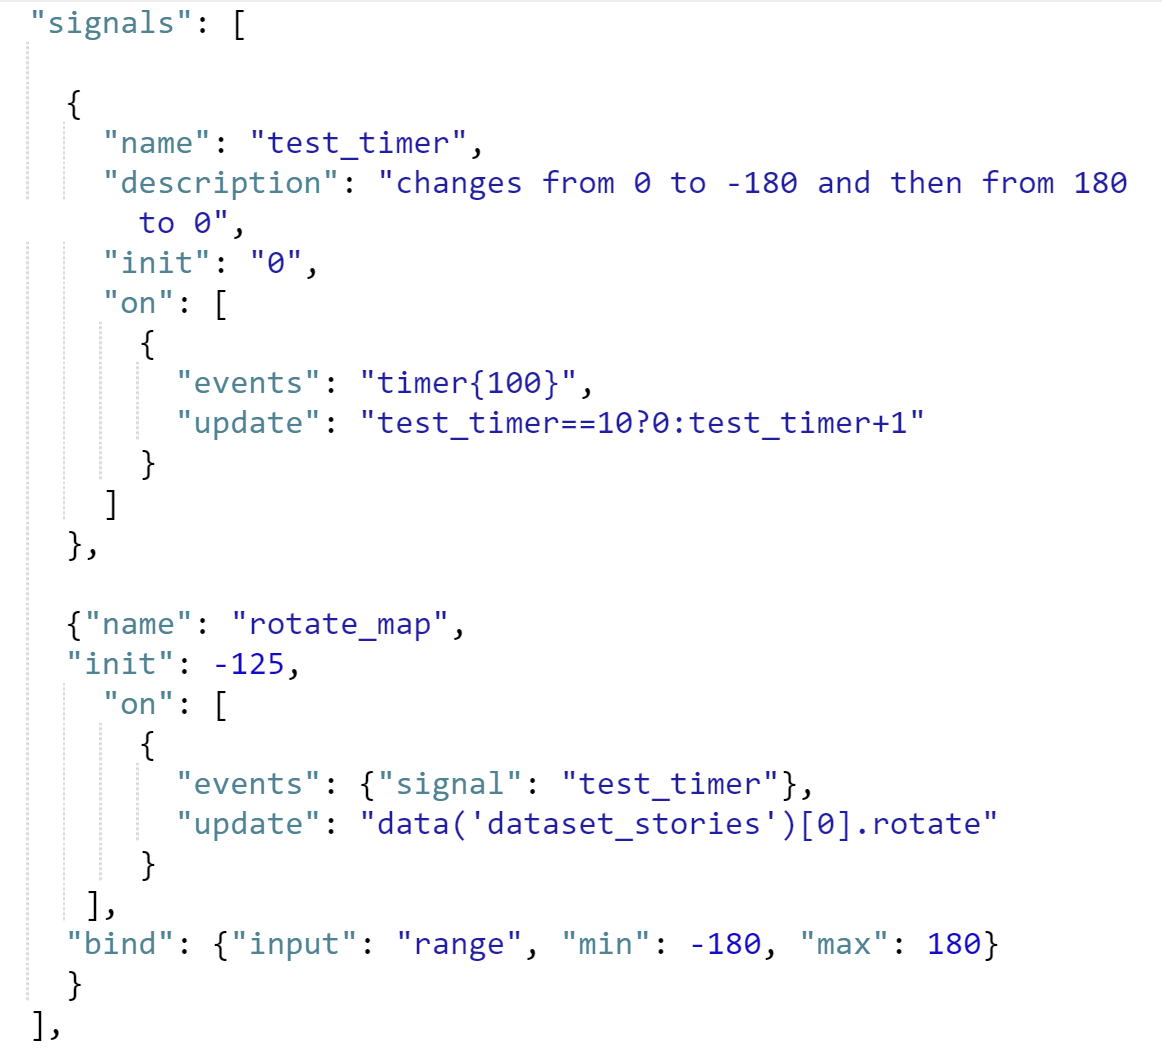 "signals": [
{
"name": "test_timer",
"description": "changes from 0 to -180 and then from 180
to 0",
"init": "0",
"on": [
{
"events": "timer{100}",
"update": "test_timer==10?0:test_timer+1"
}
]
},
{"name": "rotate_map",
"init": -125,
"on": [
{
"events": {"signal": "test_timer"},
"update": "data('dataset_stories')[0].rotate"
}
],
"bind": {"input": "range", "min": -180, "max": 180}
}
],